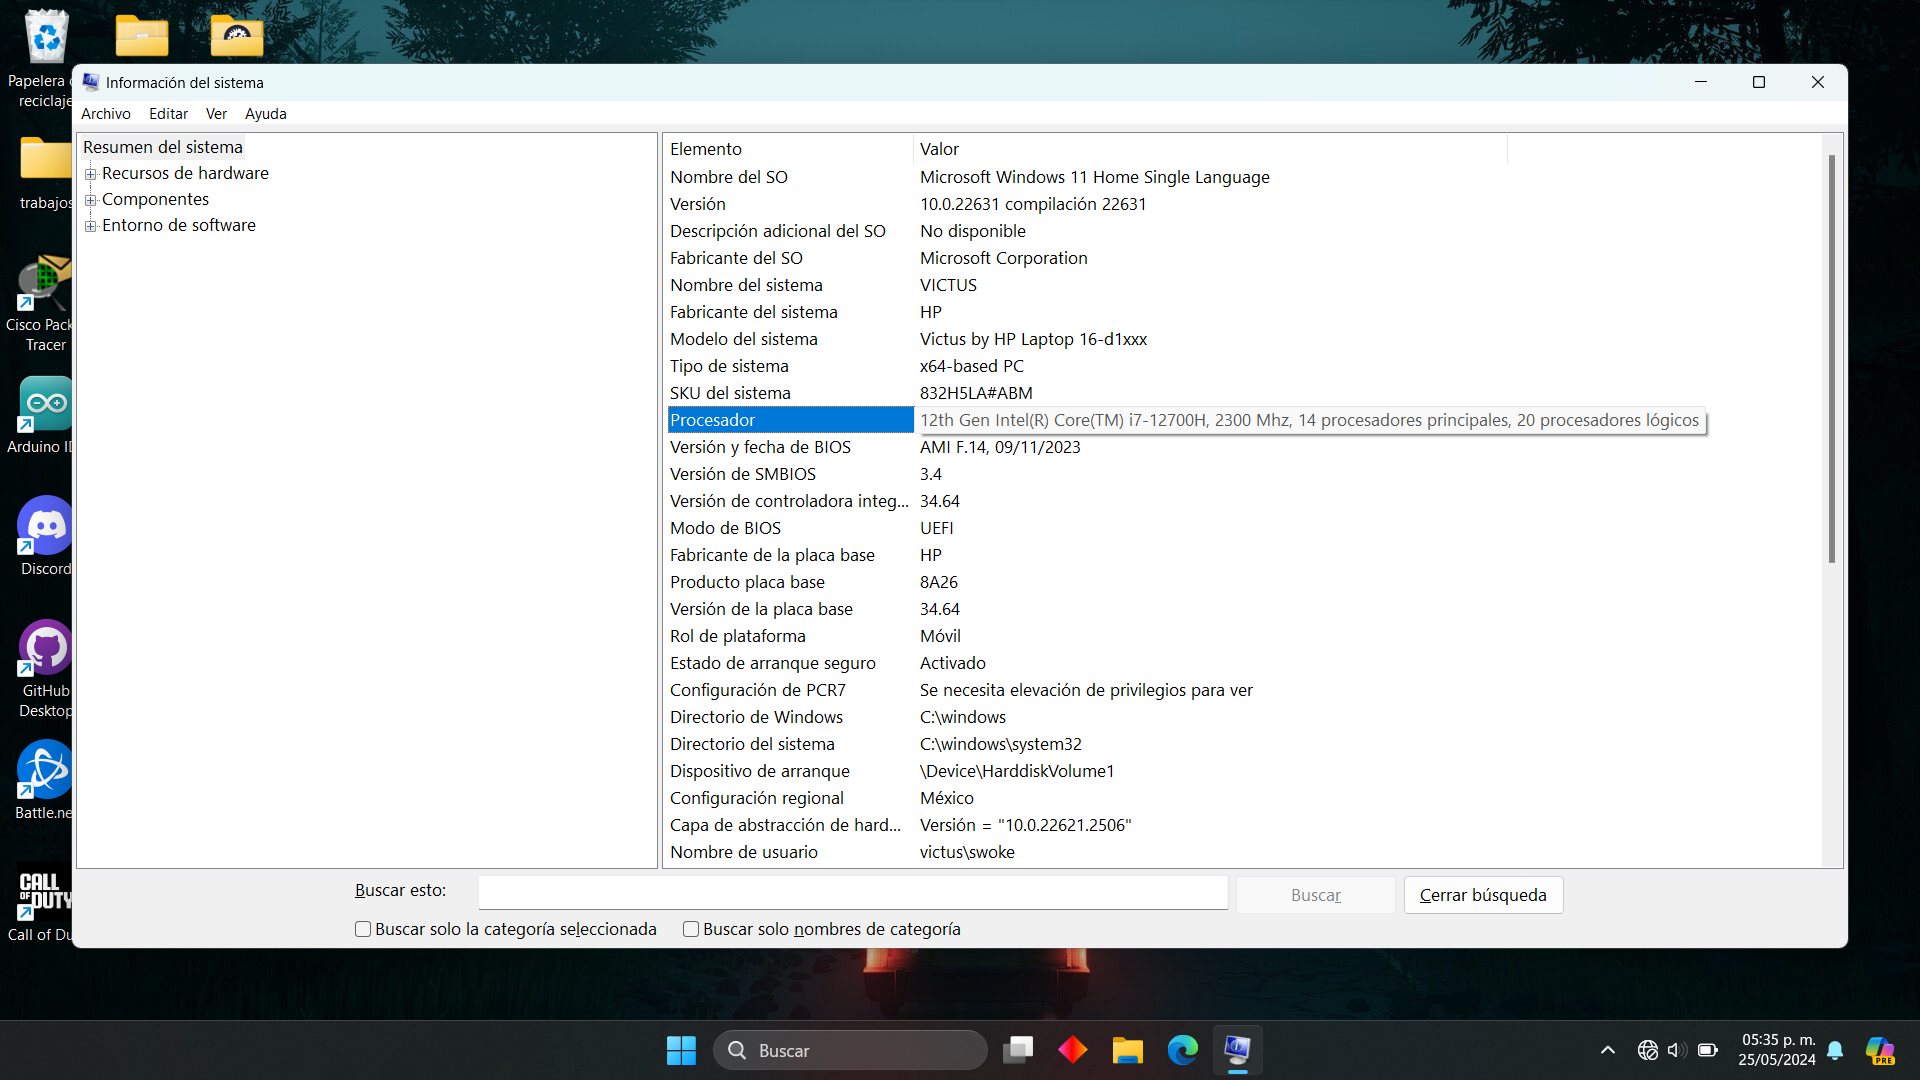 Papelera
reciclaje
trabajos
Cisco Pack
Tracer
Arduino ID
Discord
GitHub
Desktop
Battle.ne
CALL
OF DUTY
Call of Du
Información del sistema
Archivo Editar Ver Ayuda
Resumen del sistema
Recursos de hardware
Componentes
Entorno de software
Elemento Valor
Nombre del SO Microsoft Windows 11 Home Single Language
Versión 10.0.22631 compilación 22631
Descripción adicional del SO No disponible
Fabricante del SO Microsoft Corporation
Nombre del sistema VICTUS
Fabricante del sistema HP
Modelo del sistema Victus by HP Laptop 16-d1xxx
Tipo de sistema x64-based PC
SKU del sistema 832H5LA#ABM
Procesador 12th Gen Intel(R) Core(TM) i7-12700H, 2300 Mhz, 14 procesadores principales, 20 procesadores lógicos
Versión y fecha de BIOS AMI F.14, 09/11/2023
Versión de SMBIOS 3.4
Versión de controladora integ... 34.64
Modo de BIOS UEFI
Fabricante de la placa base HP
Producto placa base 8A26
Versión de la placa base 34.64
Rol de plataforma Móvil
Estado de arranque seguro Activado
Configuración de PCR7 Se necesita elevación de privilegios para ver
Directorio de Windows C:\windows
Directorio del sistema C:\windows\system32
Dispositivo de arranque \Device\HarddiskVolume1
Configuración regional México
Capa de abstracción de hard... Versión = "10.0.22621.2506"
Nombre de usuario victus\swoke
Buscar esto: Buscar Cerrar búsqueda
Buscar solo la categoría seleccionada Buscar solo nombres de categoría
Buscar
05:35 p. m.
25/05/2024
PRE